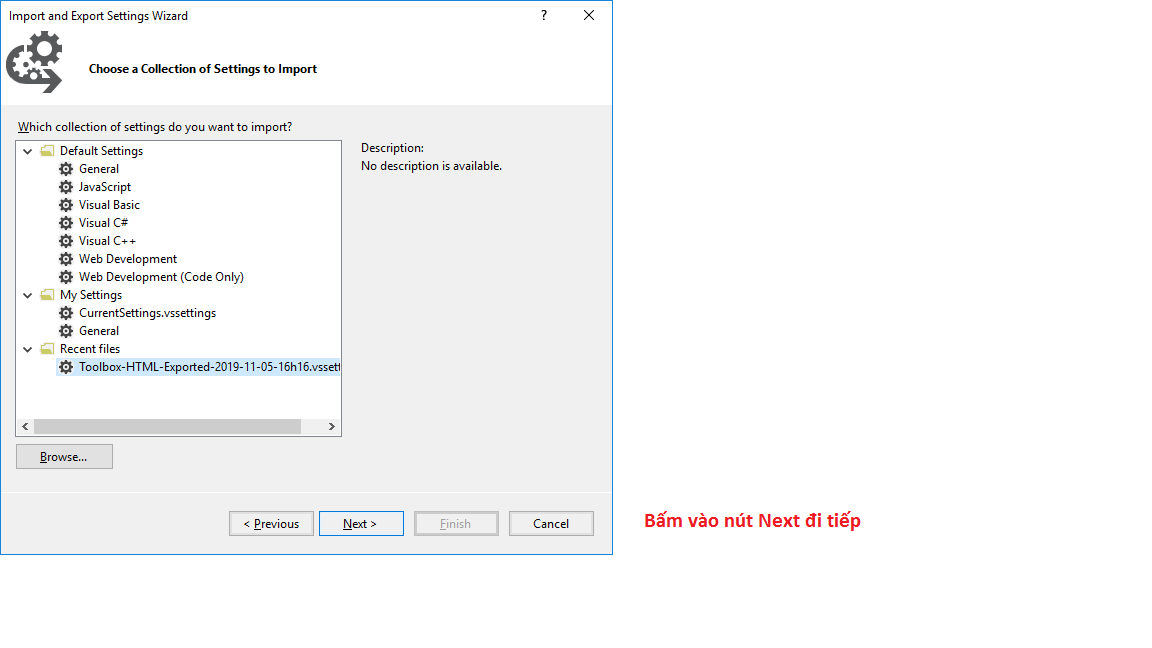 Import and Export Settings Wizard
?
Choose a Collection of Settings to Import
Which collection of settings do you want to import?
Default Settings
General
JavaScript
Visual Basic
Visual C#
Visual C++
Web Development
Web Development (Code Only)
My Settings
CurrentSettings.vssettings
General
Recent files
Toolbox-HTML-Exported-2019-11-05-16h16.vssett
Description:
No description is available.
Browse...
< Previous
Next >
Finish
Cancel
Bấm vào nút Next đi tiếp